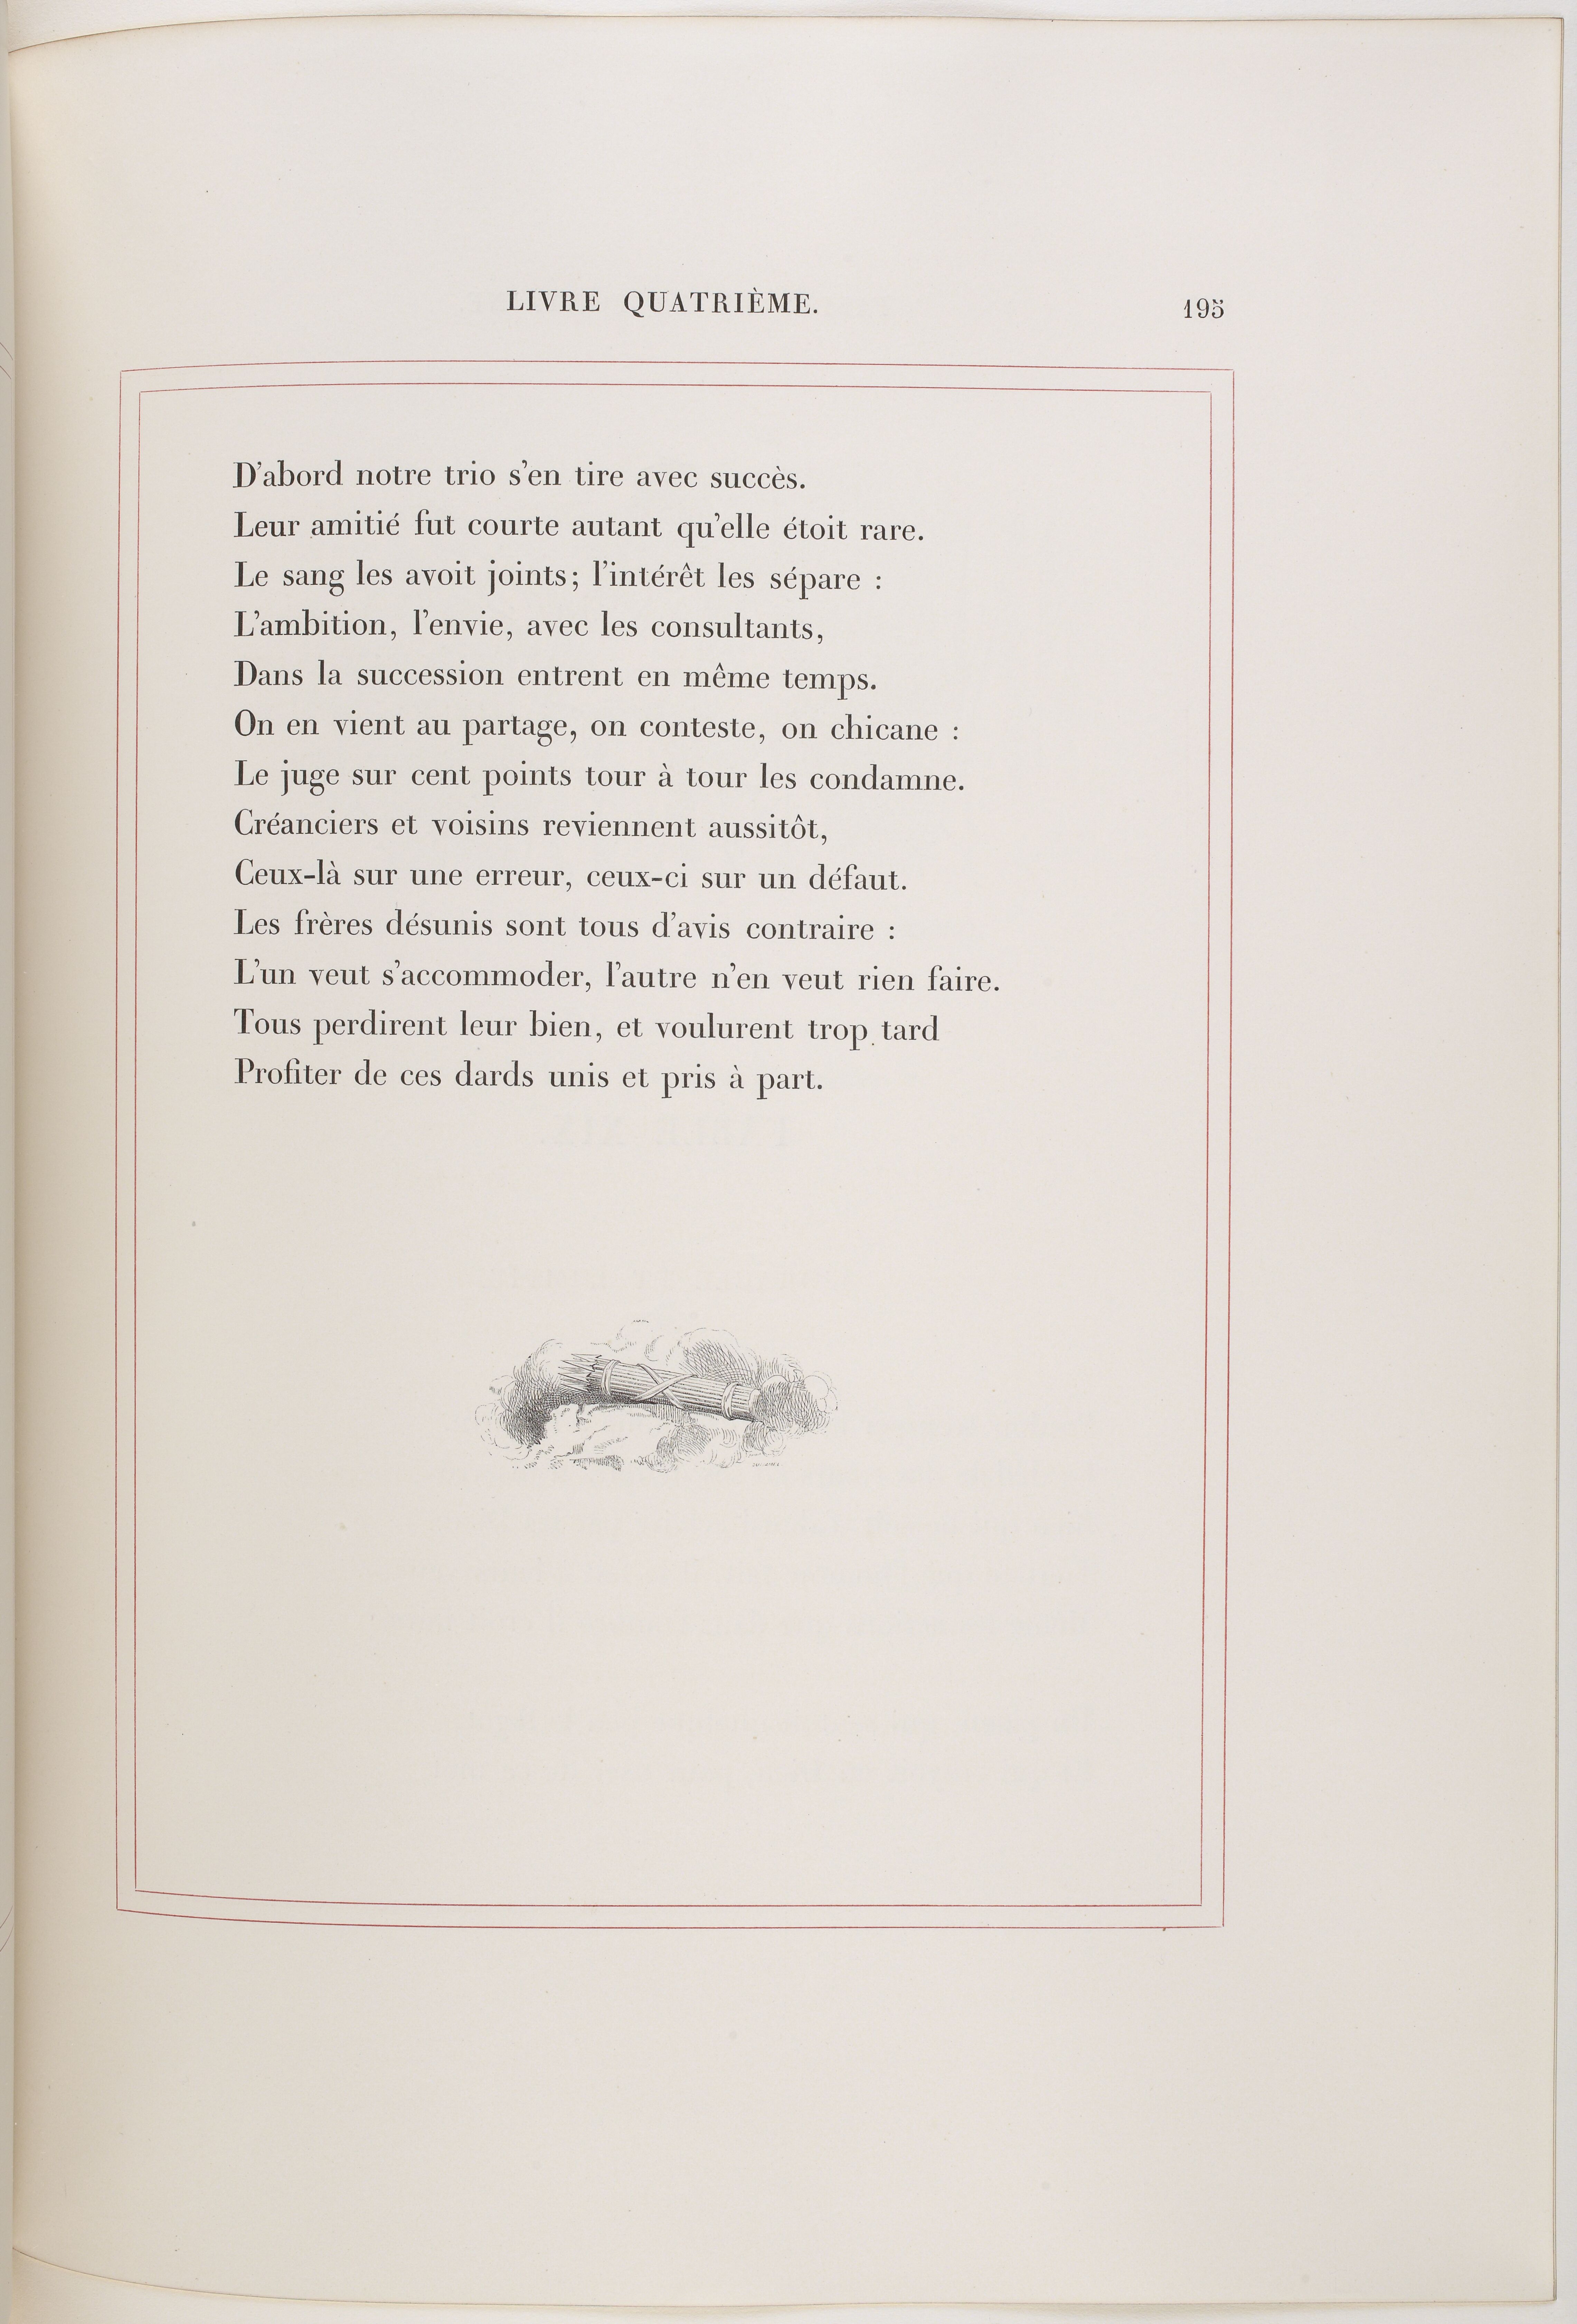 LIVRE QUATRIÈME. 195
D'abord notre trio s'en tire avec succès.
Leur amitié fut courte autant qu'elle étoit rare.
Le sang les avoit joints; l'intérêt les sépare :
L'ambition, l'envie, avec les consultants,
Dans la succession entrent en même temps.
On en vient au partage, on conteste, on chicane :
Le juge sur cent points tour à tour les condamne.
Créanciers et voisins reviennent aussitôt,
Ceux-là sur une erreur, ceux-ci sur un défaut.
Les frères désunis sont tous d'avis contraire :
L'un veut s'accommoder, l'autre n'en veut rien faire.
Tous perdirent leur bien, et voulurent trop tard
Profiter de ces dards unis et pris à part.